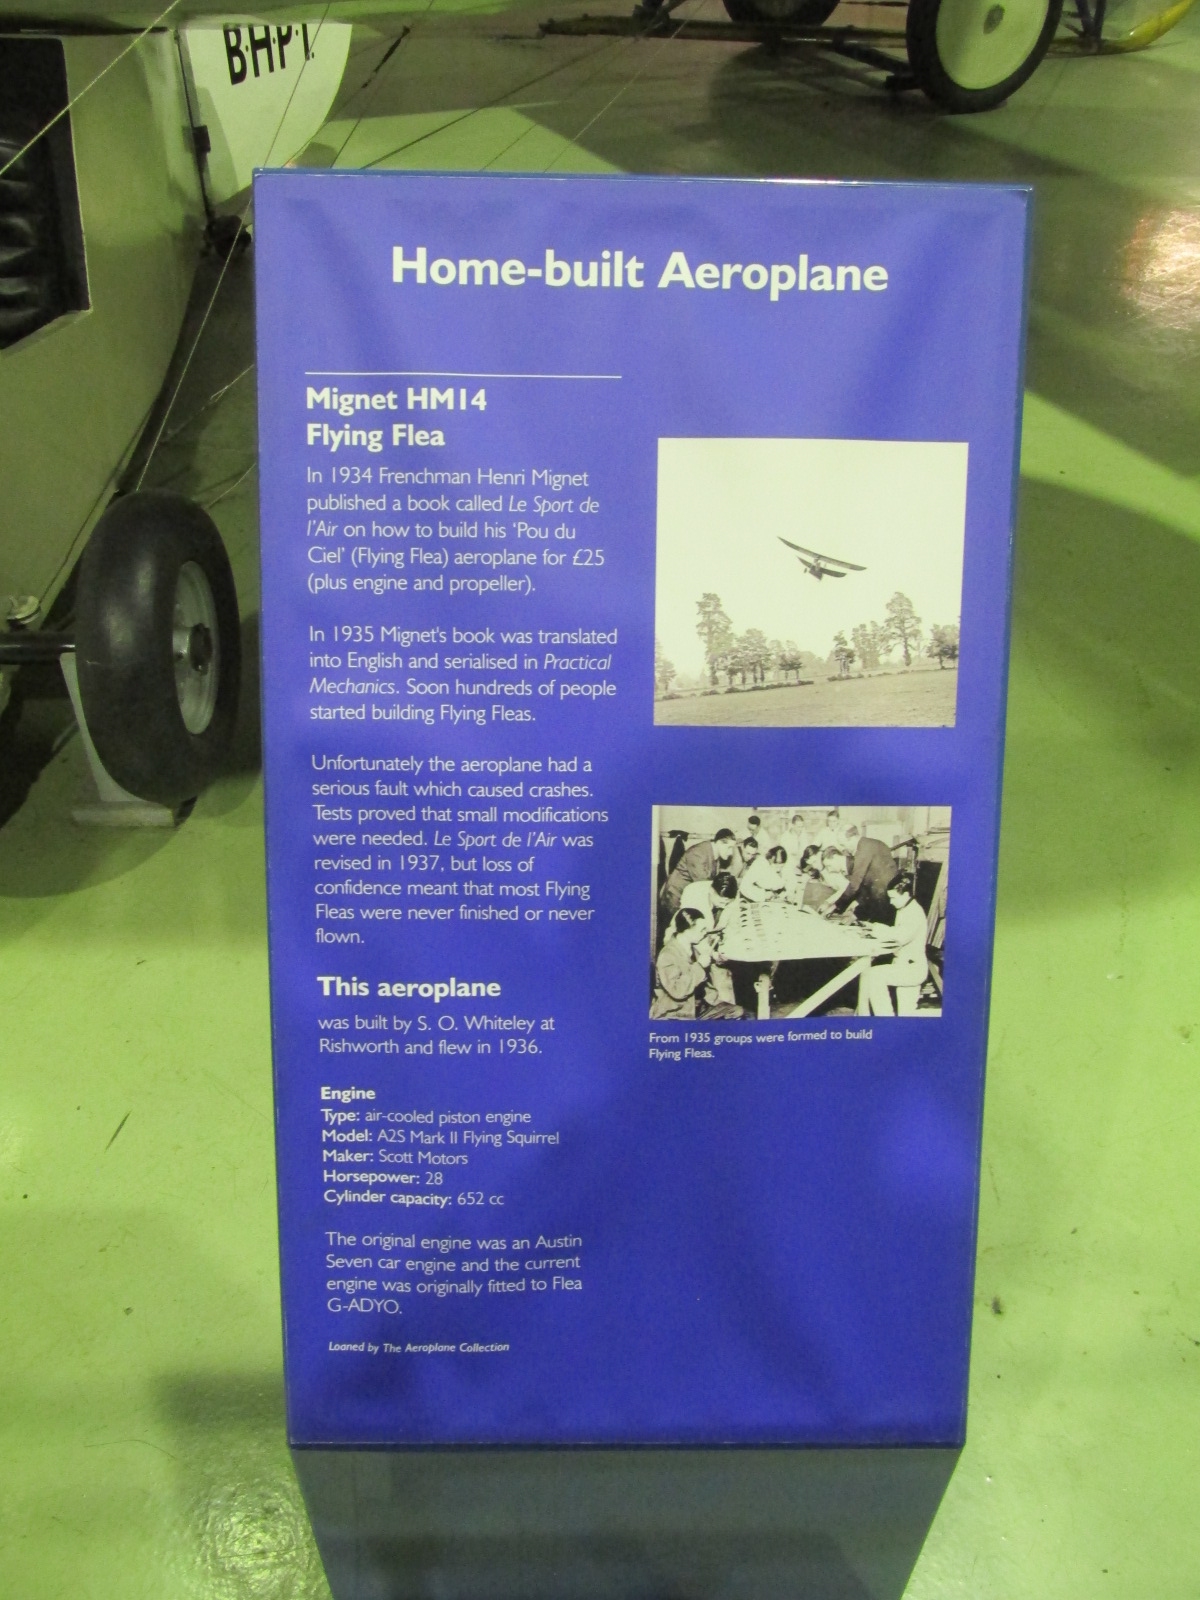 B.H.P.I.
Home-built Aeroplane
Mignet HM14
Flying Flea
In 1934 Frenchman Henri Mignet
published a book called Le Sport de
l'Air on how to build his 'Pou du
Ciel' (Flying Flea) aeroplane for £25
(plus engine and propeller).
In 1935 Mignet's book was translated
into English and serialised in Practical
Mechanics. Soon hundreds of people
started building Flying Fleas.
Unfortunately the aeroplane had a
serious fault which caused crashes.
Tests proved that small modifications
were needed. Le Sport de l'Air was
revised in 1937, but loss of
confidence meant that most Flying
Fleas were never finished or never
flown.
This aeroplane
was built by S. O. Whiteley at
Rishworth and flew in 1936.
Engine
Type: air-cooled piston engine
Model: A2S Mark II Flying Squirrel
Maker: Scott Motors
Horsepower: 28
Cylinder capacity: 652 cc
The original engine was an Austin
Seven car engine and the current
engine was originally fitted to Flea
G-ADYO.
Loaned by The Aeroplane Collection
From 1935 groups were formed to build
Flying Fleas.